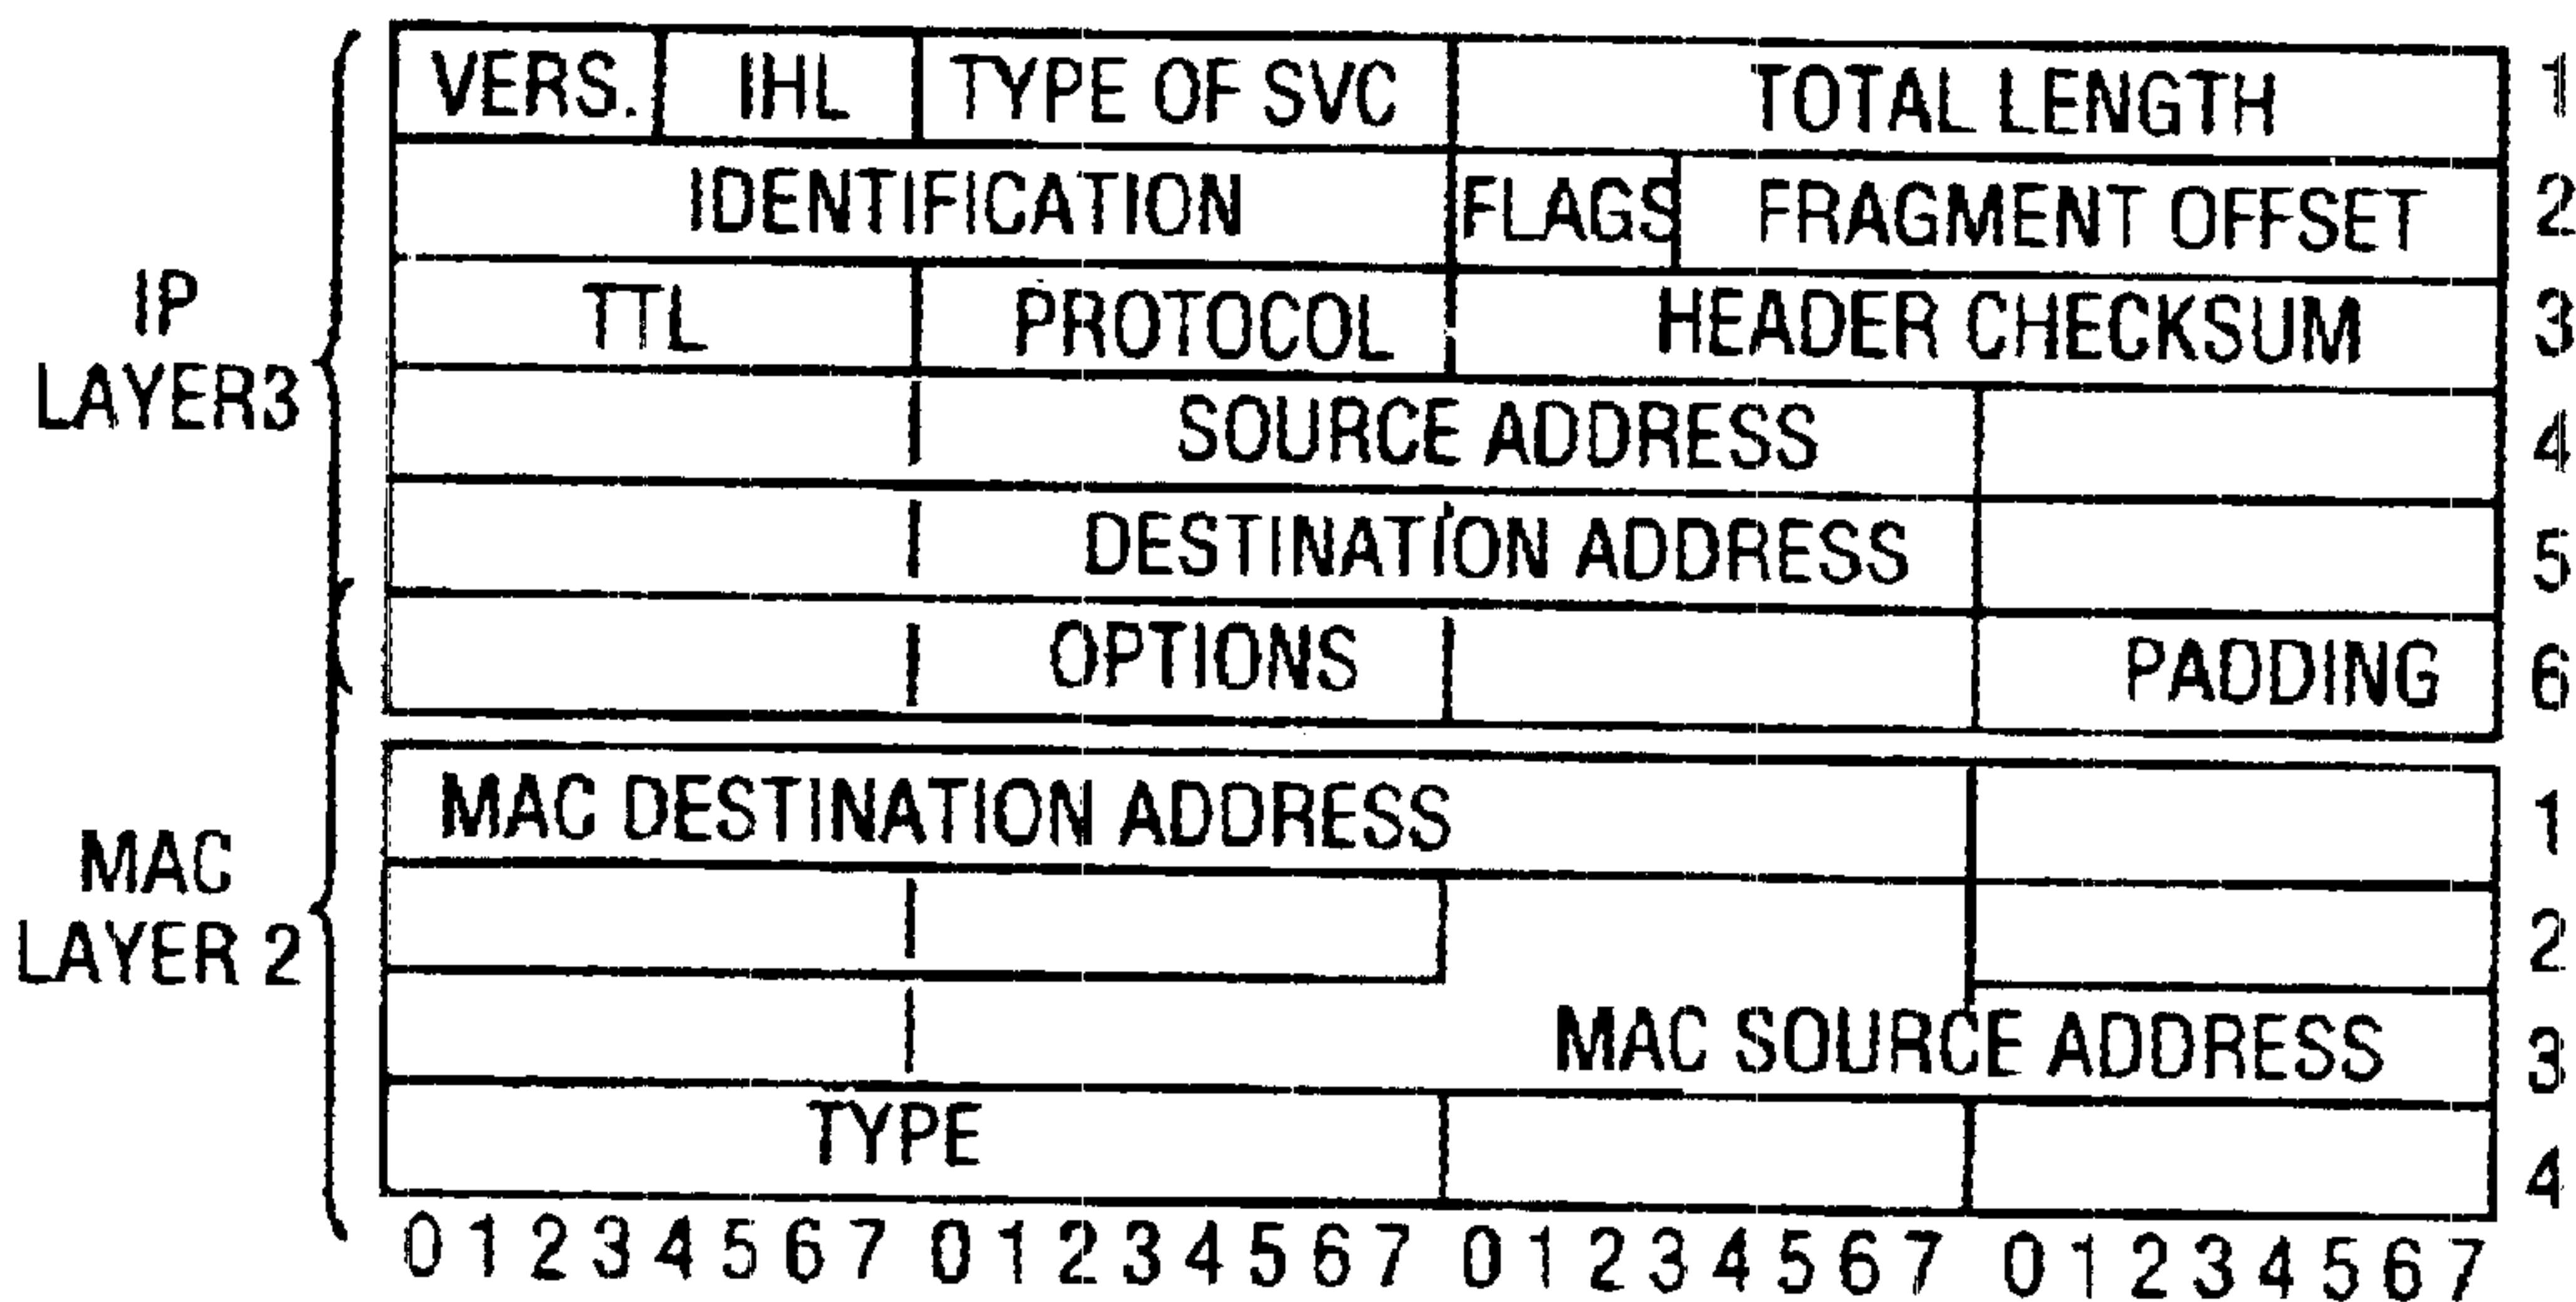 VERS. IHL TYPE OF SVC TOTAL LENGTH 1
IDENTIFICATION FLAGS FRAGMENT OFFSET 2
TTL PROTOCOL HEADER CHECKSUM 3
IP
LAYER3
SOURCE ADDRESS 4
DESTINATION ADDRESS 5
OPTIONS PADDING 6
MAC DESTINATION ADDRESS 1
MAC
LAYER 2
2
MAC SOURCE ADDRESS 3
TYPE 4
0 1 2 3 4 5 6 7 0 1 2 3 4 5 6 7 0 1 2 3 4 5 6 7 0 1 2 3 4 5 6 7